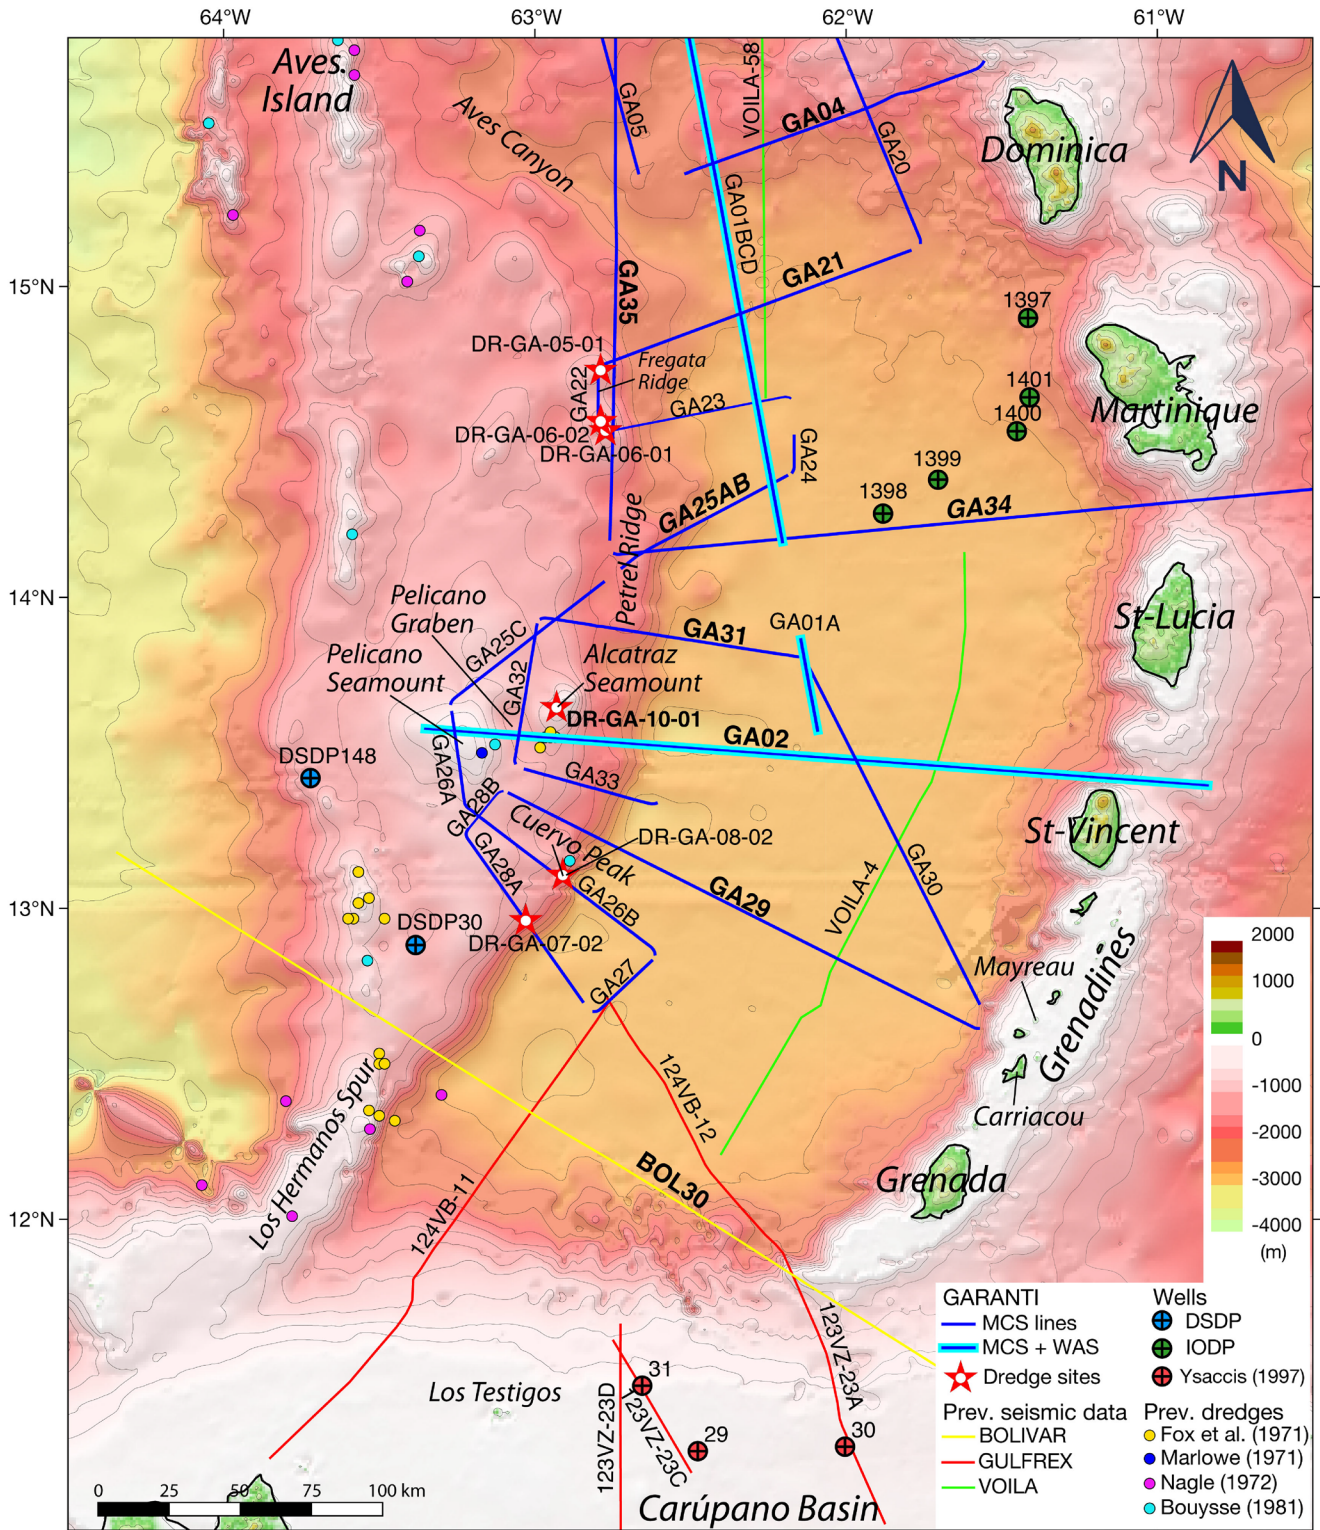 64°W
63°W
62°W
61°W
Aves.
Island
Aves Canyon
GA05
VOILA-58
GA04
GA20
Dominica
N
GA01BCD
15°N
GA35
GA21
1397
DR-GA-05-01
Fregata
Ridge
GA22
GA23
1401
1400
Martinique
DR-GA-06-02
DR-GA-06-01
GA24
1399
1398
GA25AB
GA34
Petrel Ridge
14°N
Pelicano
Graben
GA25C
GA31
GA01A
St-Lucia
Pelicano
Seamount
GA32
Alcatraz
Seamount
DR-GA-10-01
GA02
DSDP148
GA26A
GA33
GA28B
Cuervo Peak
DR-GA-08-02
St-Vincent
GA28A
GA26B
GA29
GA30
VOILA-4
13°N
DSDP30
DR-GA-07-02
GA27
Mayreau
Grenadines
Carriacou
2000
1000
0
-1000
-2000
-3000
-4000
(m)
Los Hermanos Spur
124VB-12
124VB-11
BOL30
Grenada
12°N
123VZ-23A
Los Testigos
31
123VZ-23D
123VZ-23C
29
30
Carúpano Basin
0
25
50
75
100 km
GARANTI
MCS lines
MCS + WAS
Dredge sites
Prev. seismic data
BOLIVAR
GULFREX
VOILA
Wells
DSDP
IODP
Ysaccis (1997)
Prev. dredges
Fox et al. (1971)
Marlowe (1971)
Nagle (1972)
Bouysse (1981)